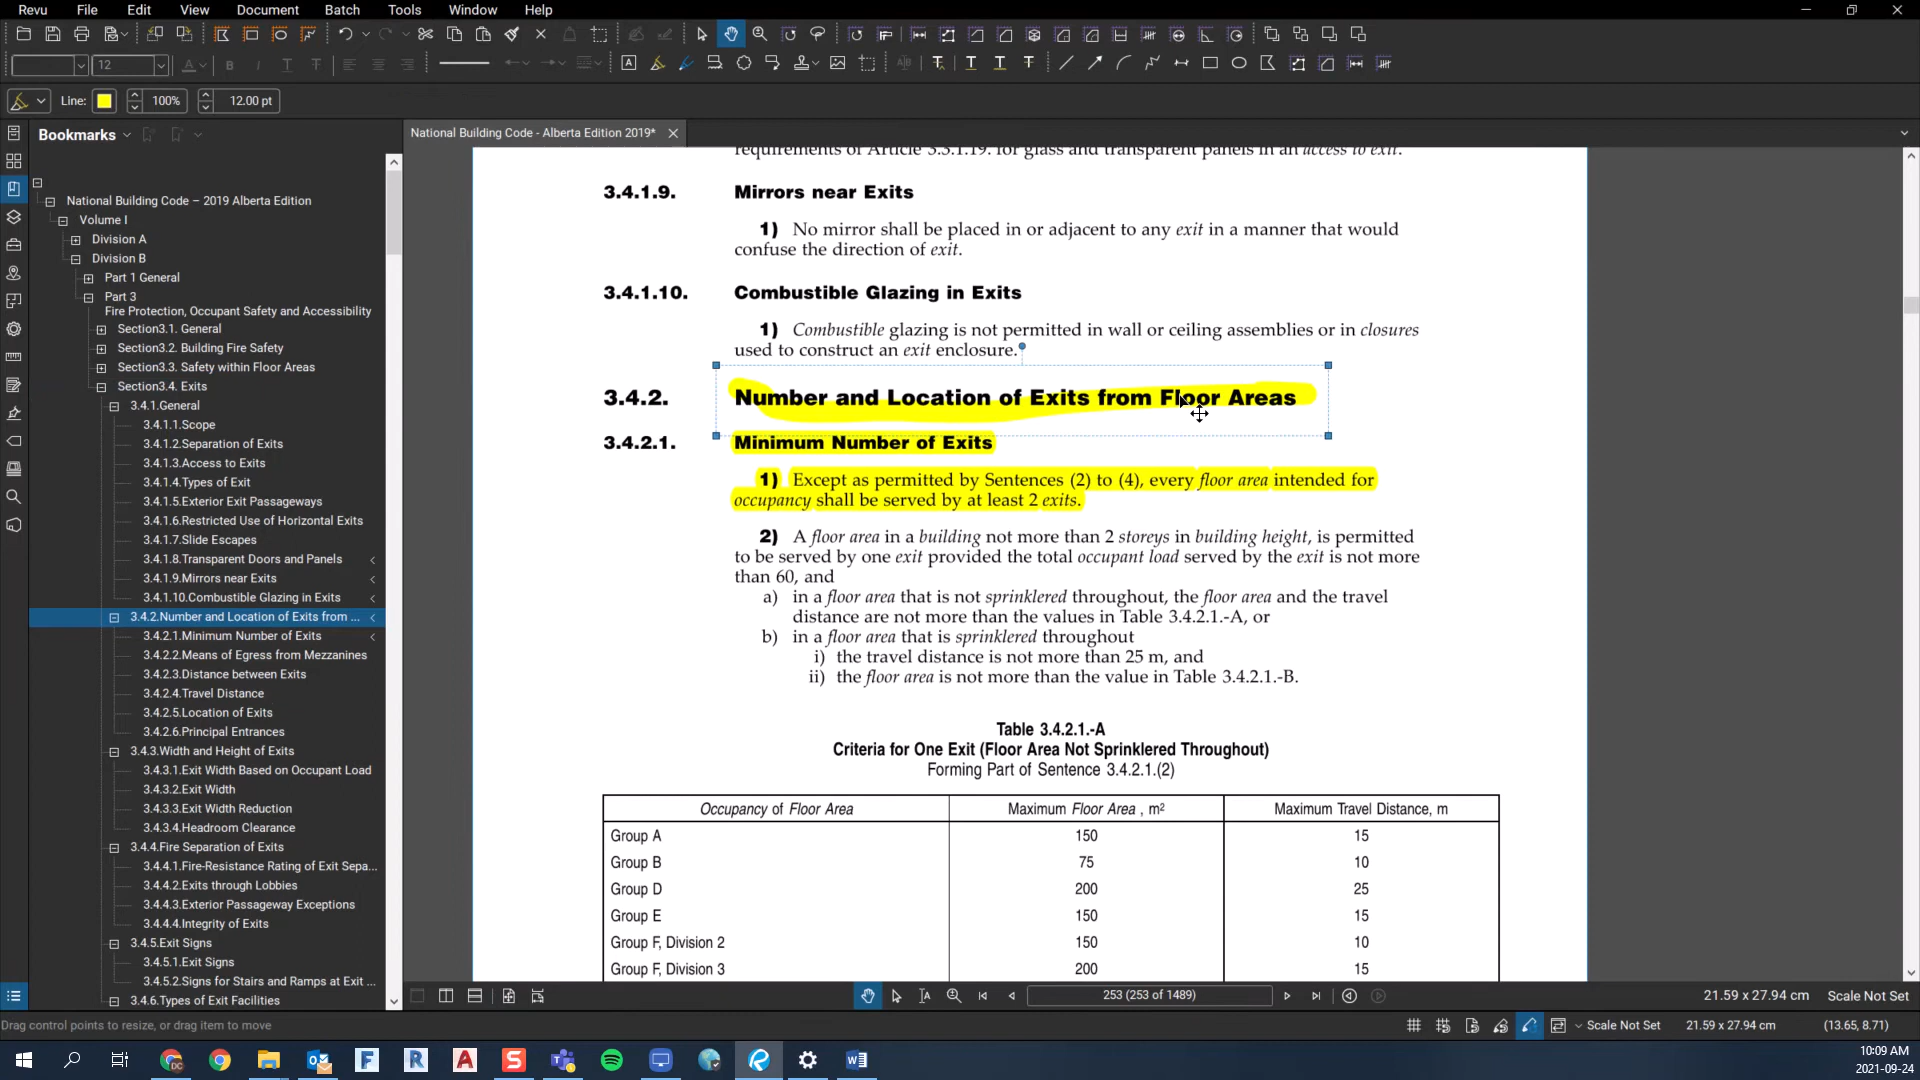 Revu File Edit View Document Batch Tools Window Help
12
Line: 100% 12.00 pt
Bookmarks
National Building Code - Alberta Edition 2019*
National Building Code – 2019 Alberta Edition
Volume I
Division A
Division B
Part 1 General
Part 3
Fire Protection, Occupant Safety and Accessibility
Section3.1. General
Section3.2. Building Fire Safety
Section3.3. Safety within Floor Areas
Section3.4. Exits
3.4.1.General
3.4.1.1.Scope
3.4.1.2.Separation of Exits
3.4.1.3.Access to Exits
3.4.1.4.Types of Exit
3.4.1.5.Exterior Exit Passageways
3.4.1.6.Restricted Use of Horizontal Exits
3.4.1.7.Slide Escapes
3.4.1.8.Transparent Doors and Panels
3.4.1.9.Mirrors near Exits
3.4.1.10.Combustible Glazing in Exits
3.4.2.Number and Location of Exits from ...
3.4.2.1.Minimum Number of Exits
3.4.2.2.Means of Egress from Mezzanines
3.4.2.3.Distance between Exits
3.4.2.4.Travel Distance
3.4.2.5.Location of Exits
3.4.2.6.Principal Entrances
3.4.3.Width and Height of Exits
3.4.3.1.Exit Width Based on Occupant Load
3.4.3.2.Exit Width
3.4.3.3.Exit Width Reduction
3.4.3.4.Headroom Clearance
3.4.4.Fire Separation of Exits
3.4.4.1.Fire-Resistance Rating of Exit Sepa...
3.4.4.2.Exits through Lobbies
3.4.4.3.Exterior Passageway Exceptions
3.4.4.4.Integrity of Exits
3.4.5.Exit Signs
3.4.5.1.Exit Signs
3.4.5.2.Signs for Stairs and Ramps at Exit ...
3.4.6.Types of Exit Facilities
requirements of Article 3.3.1.19. for glass and transparent panels in an access to exit.
3.4.1.9. Mirrors near Exits
1) No mirror shall be placed in or adjacent to any exit in a manner that would
confuse the direction of exit.
3.4.1.10. Combustible Glazing in Exits
1) Combustible glazing is not permitted in wall or ceiling assemblies or in closures
used to construct an exit enclosure.
3.4.2. Number and Location of Exits from Floor Areas
3.4.2.1. Minimum Number of Exits
1) Except as permitted by Sentences (2) to (4), every floor area intended for
occupancy shall be served by at least 2 exits.
2) A floor area in a building not more than 2 storeys in building height, is permitted
to be served by one exit provided the total occupant load served by the exit is not more
than 60, and
a) in a floor area that is not sprinklered throughout, the floor area and the travel
distance are not more than the values in Table 3.4.2.1.-A, or
b) in a floor area that is sprinklered throughout
i) the travel distance is not more than 25 m, and
ii) the floor area is not more than the value in Table 3.4.2.1.-B.
Table 3.4.2.1.-A
Criteria for One Exit (Floor Area Not Sprinklered Throughout)
Forming Part of Sentence 3.4.2.1.(2)
Occupancy of Floor Area Maximum Floor Area , m² Maximum Travel Distance, m
Group A 150 15
Group B 75 10
Group D 200 25
Group E 150 15
Group F, Division 2 150 10
Group F, Division 3 200 15
253 (253 of 1489) 21.59 x 27.94 cm Scale Not Set
Drag control points to resize, or drag item to move Scale Not Set 21.59 x 27.94 cm (13.65, 8.71)
10:09 AM
2021-09-24